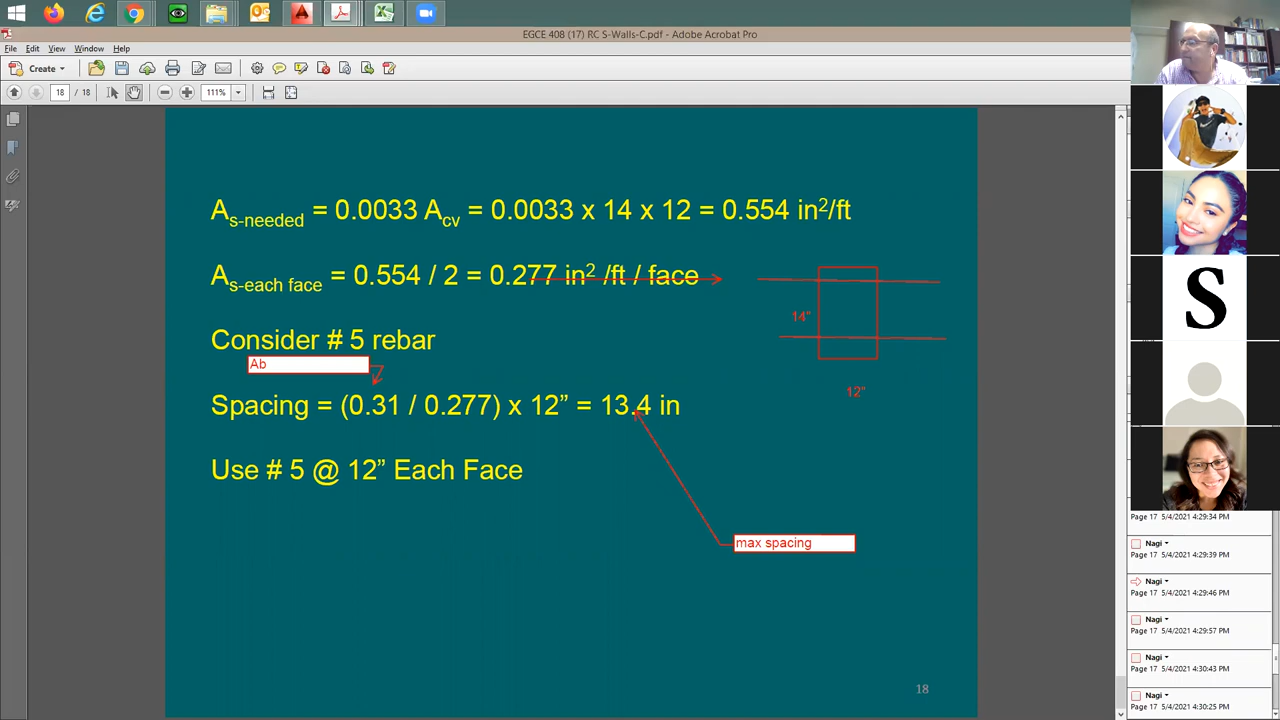 EGCE 408 (17) RC S-Walls-C.pdf - Adobe Acrobat Pro
File Edit View Window Help
Create
18 / 18 111%
As-needed = 0.0033 Acv = 0.0033 x 14 x 12 = 0.554 in2/ft
As-each face = 0.554 / 2 = 0.277 in2 /ft / face
14”
12”
Consider # 5 rebar
Ab
Spacing = (0.31 / 0.277) x 12” = 13.4 in
Use # 5 @ 12” Each Face
max spacing
18
S
Page 17 5/4/2021 4:29:34 PM
Nagi
Page 17 5/4/2021 4:29:39 PM
Nagi
Page 17 5/4/2021 4:29:46 PM
Nagi
Page 17 5/4/2021 4:29:57 PM
Nagi
Page 17 5/4/2021 4:30:43 PM
Nagi
Page 17 5/4/2021 4:30:25 PM